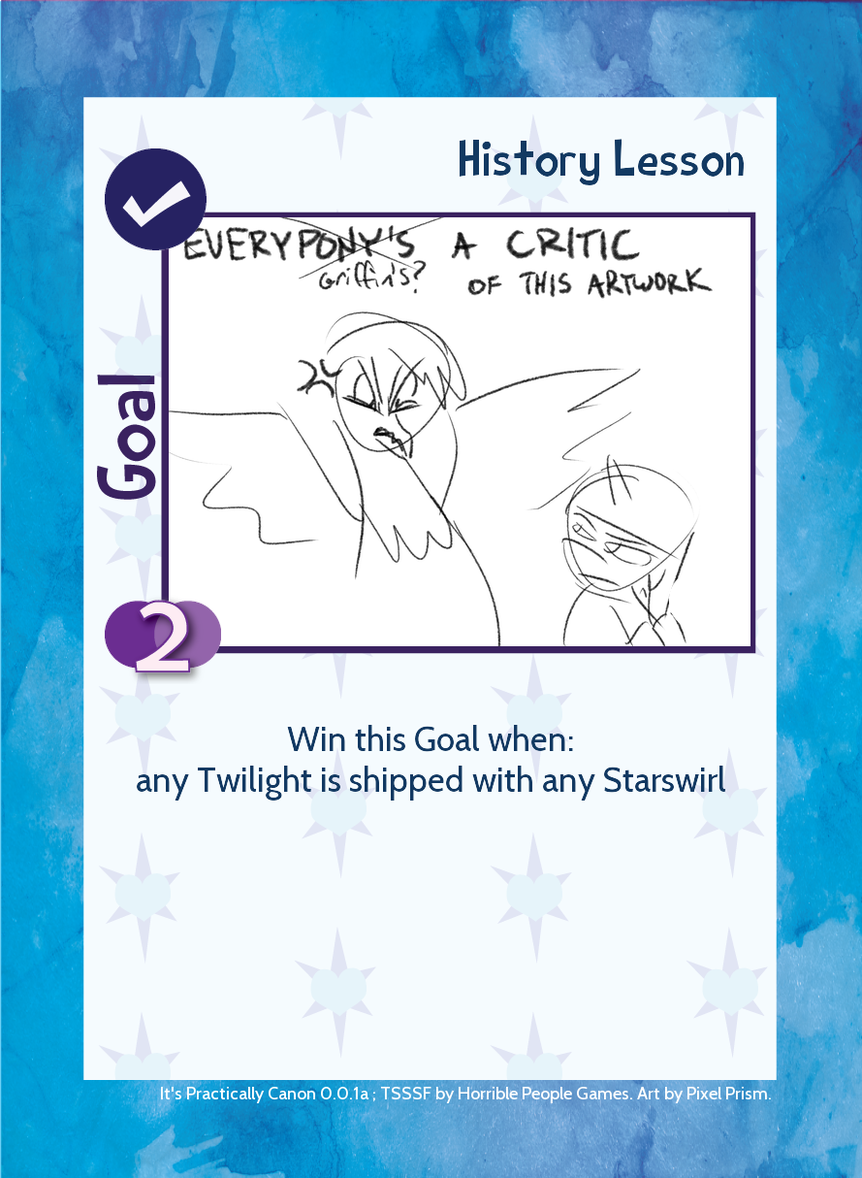 History Lesson
EVERYPONY'S A CRITIC
Griffin's? OF THIS ARTWORK
Goal
2
Win this Goal when:
any Twilight is shipped with any Starswirl
It's Practically Canon 0.0.1a ; TSSSF by Horrible People Games. Art by Pixel Prism.